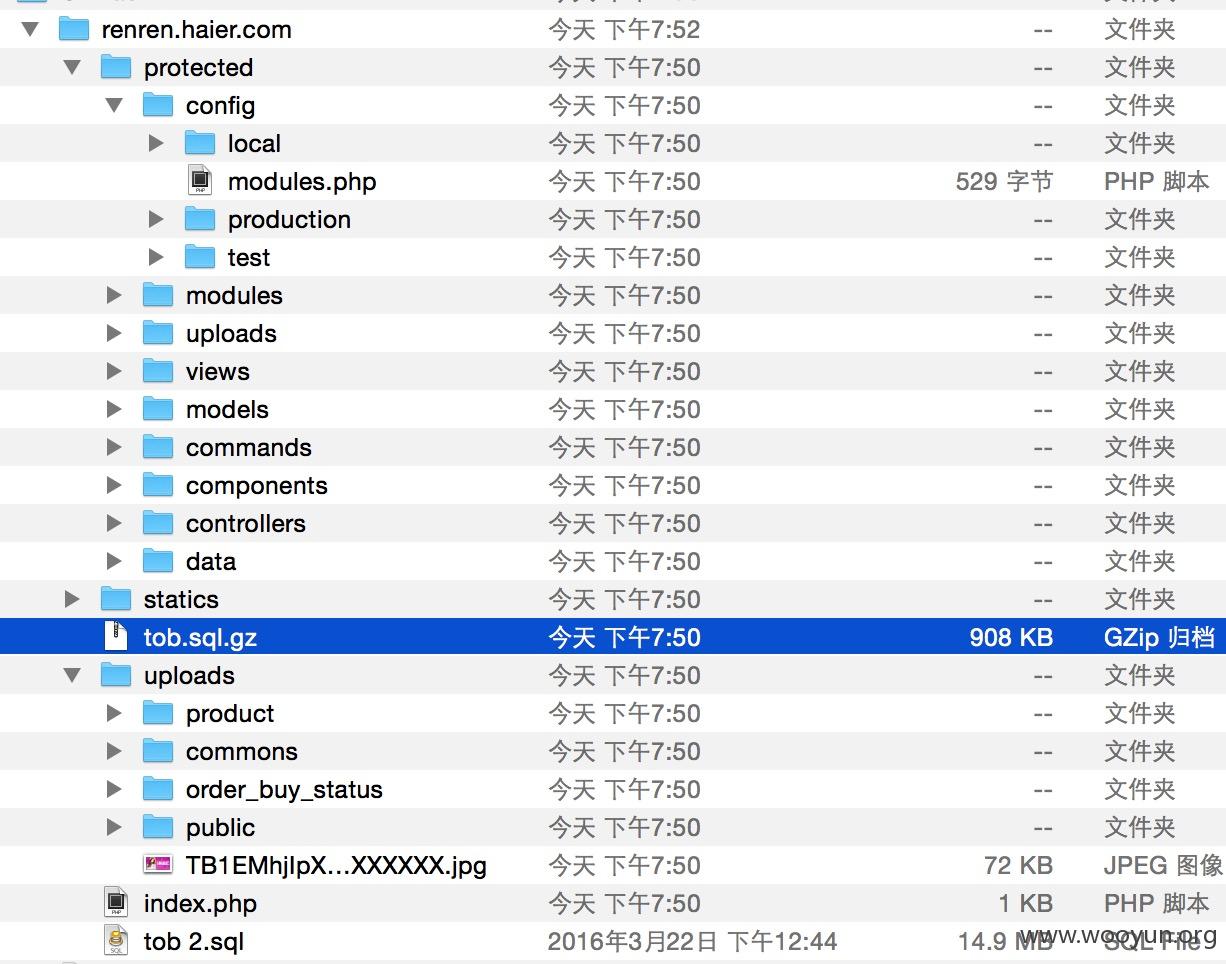 renren.haier.com 今天 下午7:52 -- 文件夹
protected 今天 下午7:50 -- 文件夹
config 今天 下午7:50 -- 文件夹
local 今天 下午7:50 -- 文件夹
modules.php 今天 下午7:50 529 字节 PHP 脚本
production 今天 下午7:50 -- 文件夹
test 今天 下午7:50 -- 文件夹
modules 今天 下午7:50 -- 文件夹
uploads 今天 下午7:50 -- 文件夹
views 今天 下午7:50 -- 文件夹
models 今天 下午7:50 -- 文件夹
commands 今天 下午7:50 -- 文件夹
components 今天 下午7:50 -- 文件夹
controllers 今天 下午7:50 -- 文件夹
data 今天 下午7:50 -- 文件夹
statics 今天 下午7:50 -- 文件夹
tob.sql.gz 今天 下午7:50 908 KB GZip 归档
uploads 今天 下午7:50 -- 文件夹
product 今天 下午7:50 -- 文件夹
commons 今天 下午7:50 -- 文件夹
order_buy_status 今天 下午7:50 -- 文件夹
public 今天 下午7:50 -- 文件夹
TB1EMhjIpX...XXXXXX.jpg 今天 下午7:50 72 KB JPEG 图像
index.php 今天 下午7:50 1 KB PHP 脚本
tob 2.sql 2016年3月22日 下午12:44 14.9 MB SQL File
www.wooyun.org